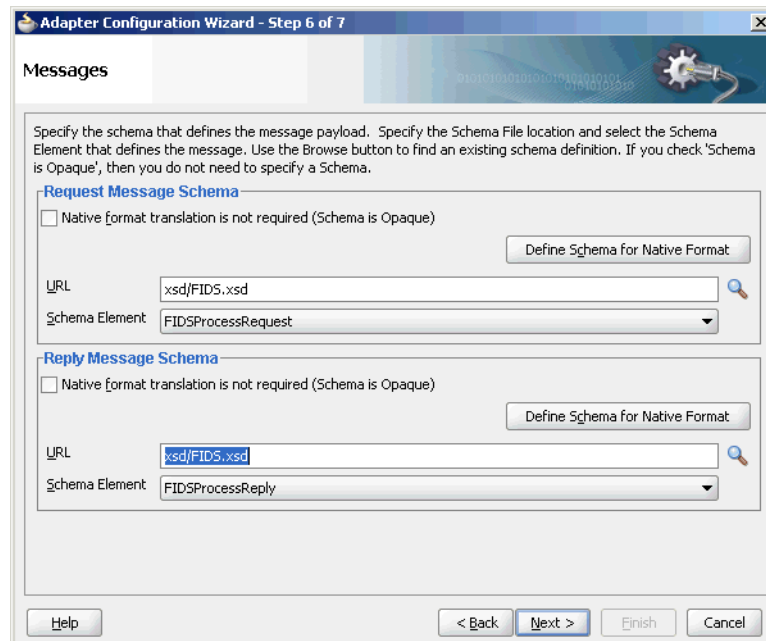 Adapter Configuration Wizard - Step 6 of 7
Messages
Specify the schema that defines the message payload. Specify the Schema File location and select the Schema
Element that defines the message. Use the Browse button to find an existing schema definition. If you check 'Schema
is Opaque', then you do not need to specify a Schema.
Request Message Schema
Native format translation is not required (Schema is Opaque)
Define Schema for Native Format
URL xsd/FIDS.xsd
Schema Element FIDSProcessRequest
Reply Message Schema
Native format translation is not required (Schema is Opaque)
Define Schema for Native Format
URL xsd/FIDS.xsd
Schema Element FIDSProcessReply
Help < Back Next > Finish Cancel